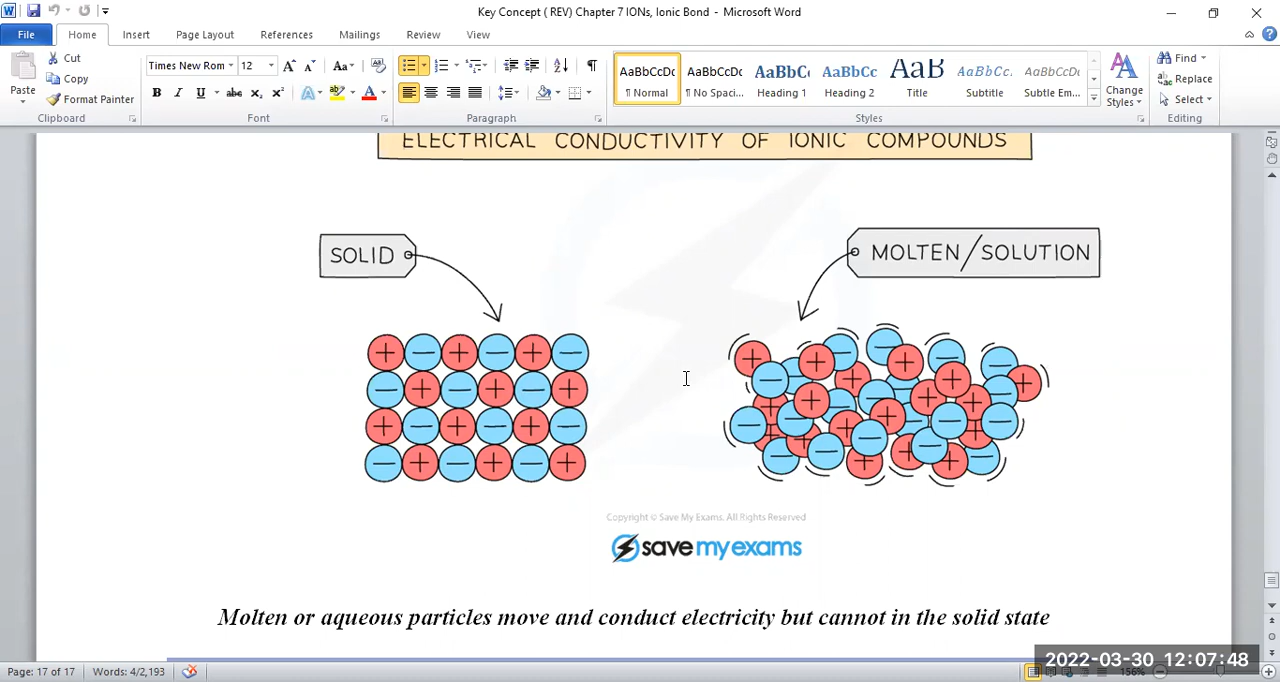 Key Concept ( REV) Chapter 7 IONs, Ionic Bond - Microsoft Word
File Home Insert Page Layout References Mailings Review View
Paste
Cut
Copy
Format Painter
Clipboard
Times New Rom 12
Font
Paragraph
AaBbCcDc AaBbCcDc AaBbC( AaBbCc AaB AaBbCc. AaBbCcDc
¶ Normal ¶ No Spaci... Heading 1 Heading 2 Title Subtitle Subtle Em...
Styles
Change
Styles
Find
Replace
Select
Editing
ELECTRICAL CONDUCTIVITY OF IONIC COMPOUNDS
SOLID
MOLTEN/SOLUTION
Copyright © Save My Exams. All Rights Reserved
save my exams
Molten or aqueous particles move and conduct electricity but cannot in the solid state
2022-03-30 12:07:48
Page: 17 of 17 Words: 4/2,193
156%